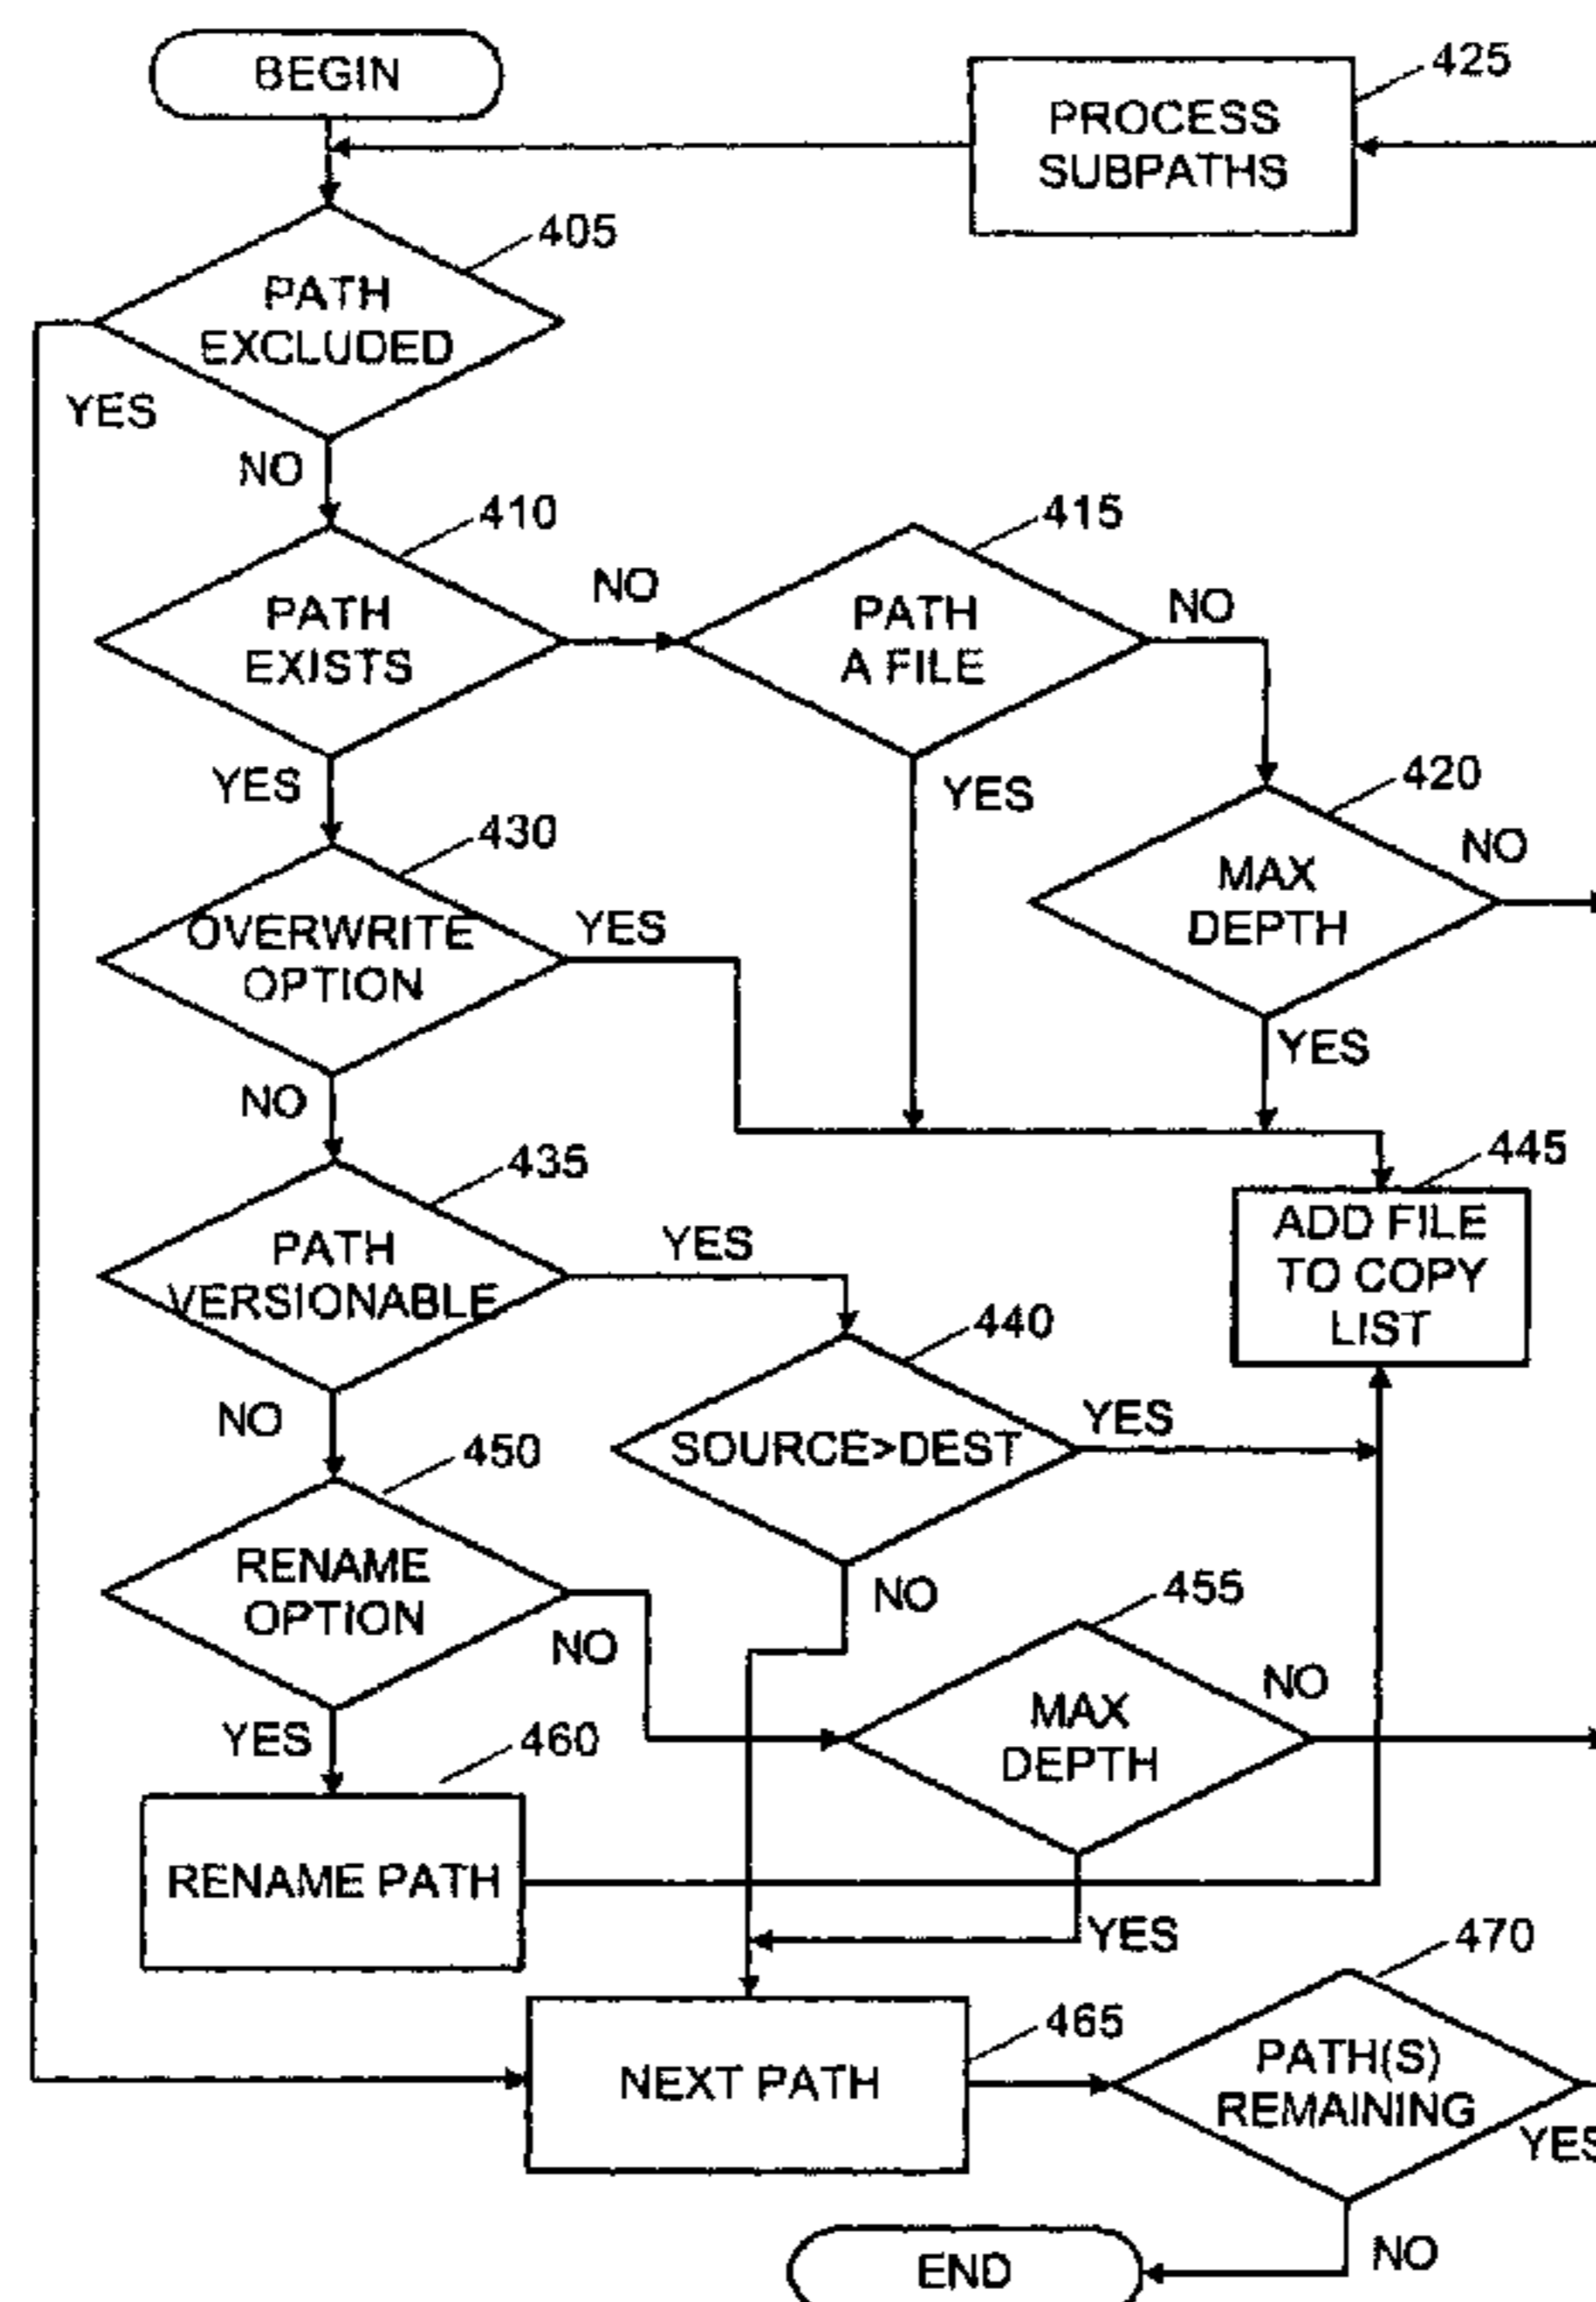 BEGIN
425
PROCESS
SUBPATHS
405
PATH
EXCLUDED
YES
NO
410
PATH
EXISTS
NO
415
PATH
A FILE
NO
YES
YES
420
MAX
DEPTH
NO
YES
430
OVERWRITE
OPTION
YES
NO
435
PATH
VERSIONABLE
YES
445
ADD FILE
TO COPY
LIST
440
SOURCE>DEST
YES
NO
NO
450
RENAME
OPTION
NO
YES
455
MAX
DEPTH
NO
YES
460
RENAME PATH
465
NEXT PATH
470
PATH(S)
REMAINING
YES
NO
END